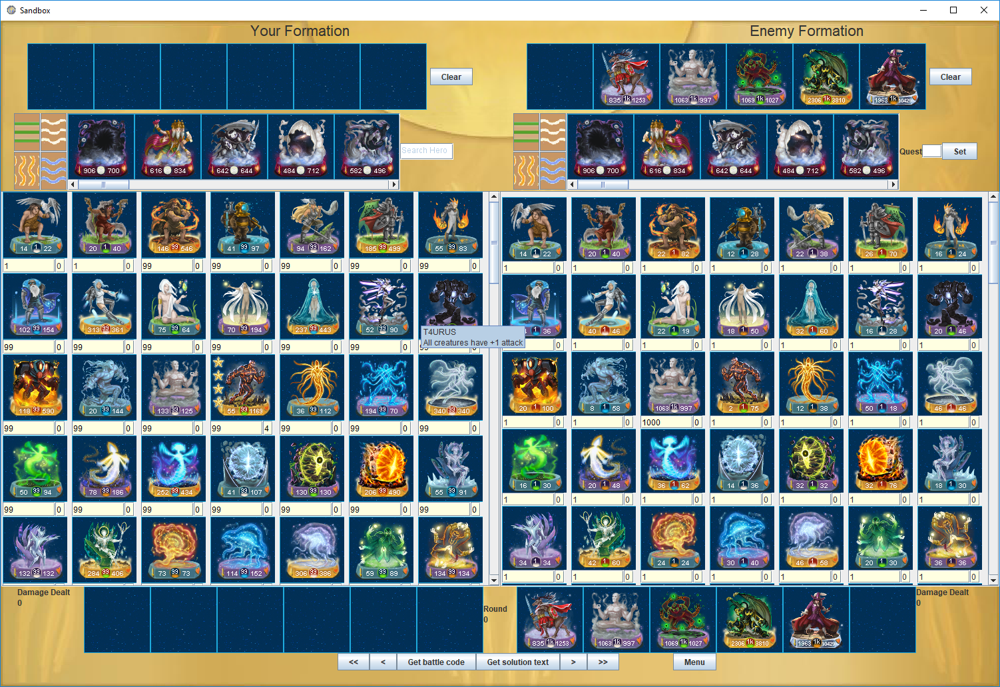 Sandbox
Your Formation
Enemy Formation
835 1k 1253
1063 1k 997
1069 1k 1027
2306 1k 3810
1963 1k 10429
Clear
Clear
906 700
616 834
642 644
484 712
582 496
Search Hero
906 700
616 834
642 644
484 712
582 496
Quest
Set
14 1 22
20 1 40
146 99 546
41 99 97
94 99 162
185 99 499
55 99 83
1 0
1 0
99 0
99 0
99 0
99 0
99 0
102 99 154
313 99 361
75 99 64
70 99 194
237 99 443
52 99 90
T4URUS
All creatures have +1 attack
99 0
99 0
99 0
99 0
99 0
99 0
118 99 590
20 99 144
133 99 125
55 99 1169
36 99 112
194 99 70
340 99 340
99 0
99 0
99 0
99 4
99 0
99 0
99 0
50 99 94
78 99 186
252 99 434
41 99 107
130 99 130
206 99 490
55 99 91
99 0
99 0
99 0
99 0
99 0
99 0
99 0
132 99 132
284 99 406
73 99 73
114 99 152
306 99 386
59 99 89
134 99 134
14 1 22
20 1 40
22 1 82
12 1 28
22 1 38
26 1 70
16 1 24
1 0
1 0
1 0
1 0
1 0
1 0
1 0
1 36
40 1 46
22 1 19
18 1 50
32 1 60
16 1 28
20 1 46
1 0
1 0
1 0
1 0
1 0
1 0
1 0
20 1 100
8 1 58
1063 1k 997
2 1 75
12 1 38
50 1 18
46 1 46
1 0
1 0
1000 0
1 0
1 0
1 0
1 0
16 1 30
20 1 48
36 1 62
14 1 36
32 1 32
32 1 76
18 1 30
1 0
1 0
1 0
1 0
1 0
1 0
1 0
34 1 34
42 1 60
24 1 24
30 1 40
46 1 58
20 1 30
36 1 36
1 0
1 0
1 0
1 0
1 0
1 0
1 0
Damage Dealt
0
Round
0
835 1k 1253
1063 1k 997
1069 1k 1027
2306 1k 3810
1963 1k 10429
Damage Dealt
0
<<
<
Get battle code
Get solution text
>
>>
Menu